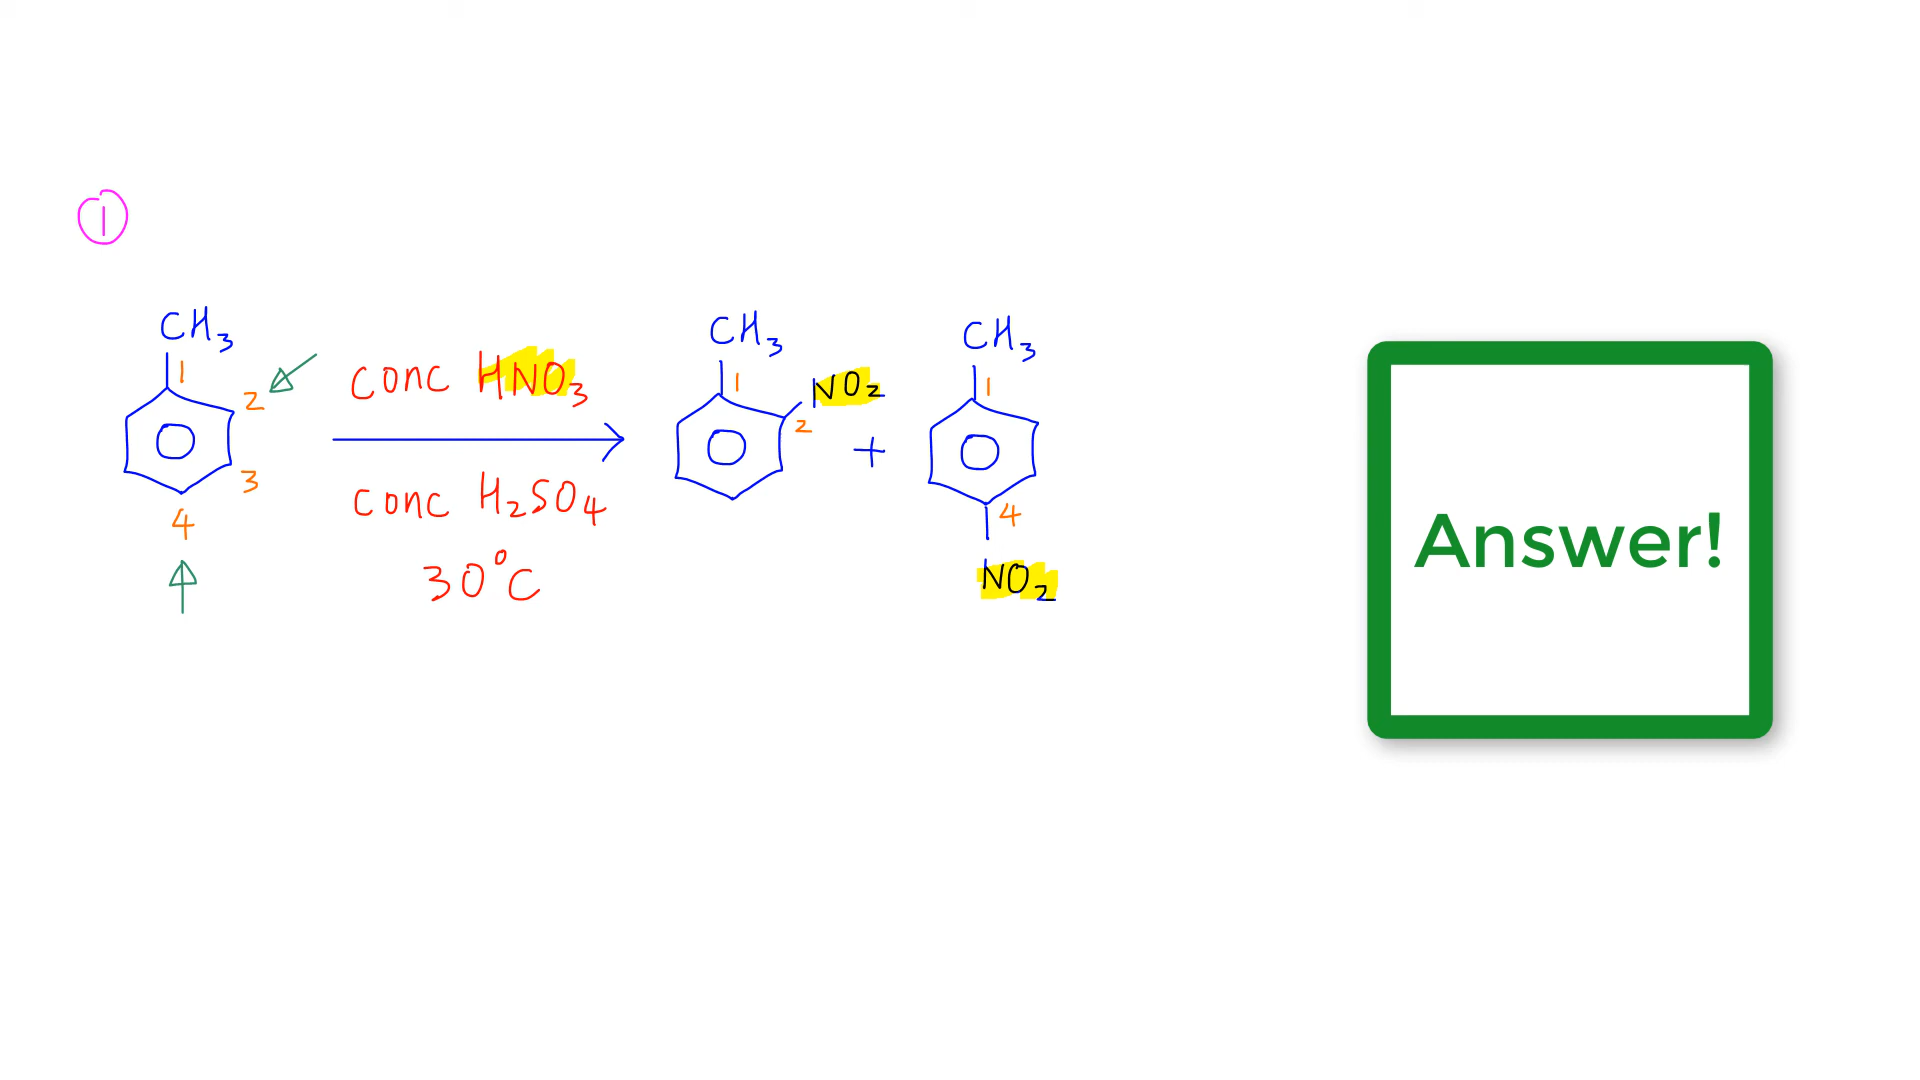 ①
CH₃
1
2
3
4
conc HNO₃
conc H₂SO₄
30°C
CH₃
1
NO₂
2
+
CH₃
1
4
NO₂
Answer!